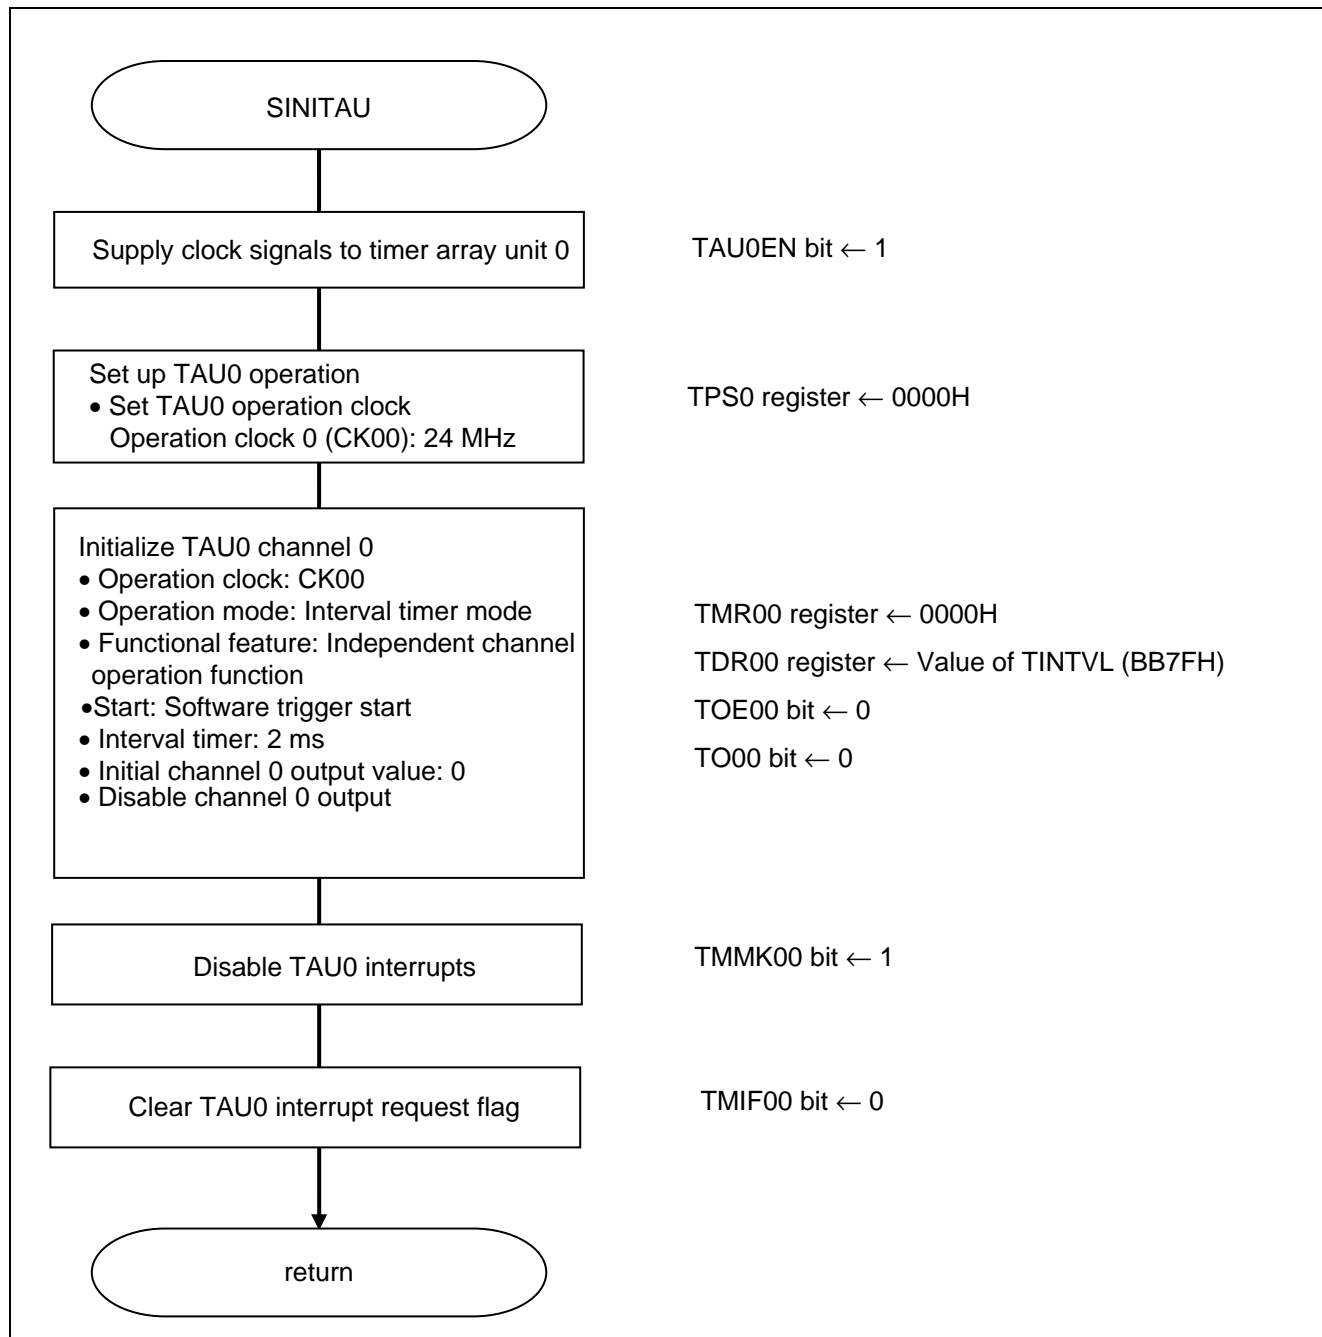 SINITAU
Supply clock signals to timer array unit 0
TAU0EN bit ← 1
Set up TAU0 operation
• Set TAU0 operation clock
Operation clock 0 (CK00): 24 MHz
TPS0 register ← 0000H
Initialize TAU0 channel 0
• Operation clock: CK00
• Operation mode: Interval timer mode
• Functional feature: Independent channel
operation function
•Start: Software trigger start
• Interval timer: 2 ms
• Initial channel 0 output value: 0
• Disable channel 0 output
TMR00 register ← 0000H
TDR00 register ← Value of TINTVL (BB7FH)
TOE00 bit ← 0
TO00 bit ← 0
Disable TAU0 interrupts
TMMK00 bit ← 1
Clear TAU0 interrupt request flag
TMIF00 bit ← 0
return